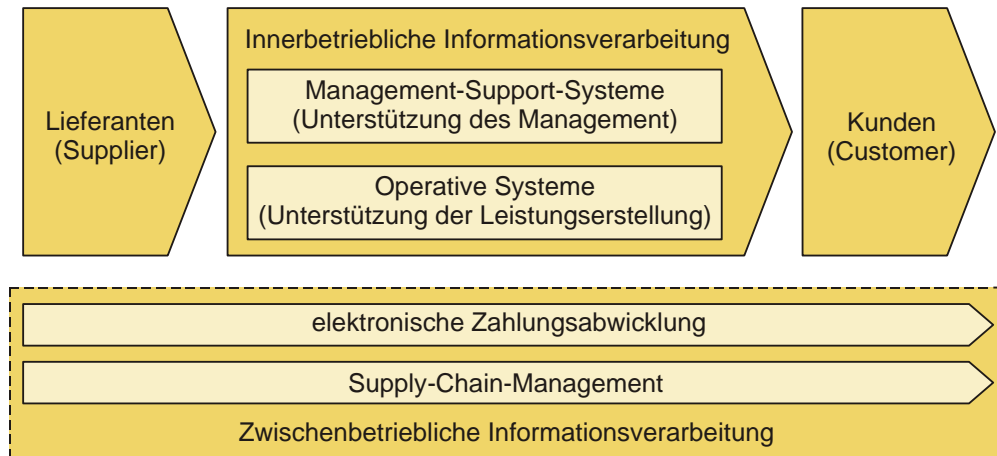 Lieferanten
(Supplier)
Innerbetriebliche Informationsverarbeitung
Management-Support-Systeme
(Unterstützung des Management)
Operative Systeme
(Unterstützung der Leistungserstellung)
Kunden
(Customer)
elektronische Zahlungsabwicklung
Supply-Chain-Management
Zwischenbetriebliche Informationsverarbeitung